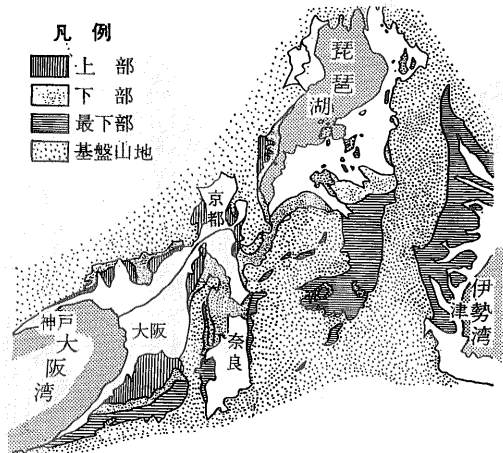 凡例
上部
下部
最下部
基盤山地
琵琶湖
京都
神戸
大阪
大阪湾
奈良
津
伊勢湾